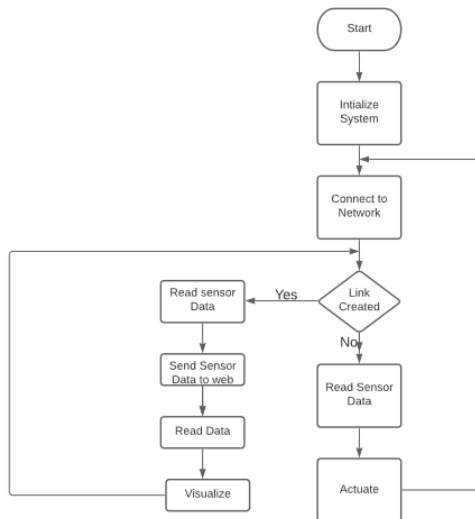 Start
Intialize
System
Connect to
Network
Link
Created
Yes
Read sensor
Data
Send Sensor
Data to web
Read Data
Visualize
No
Read Sensor
Data
Actuate